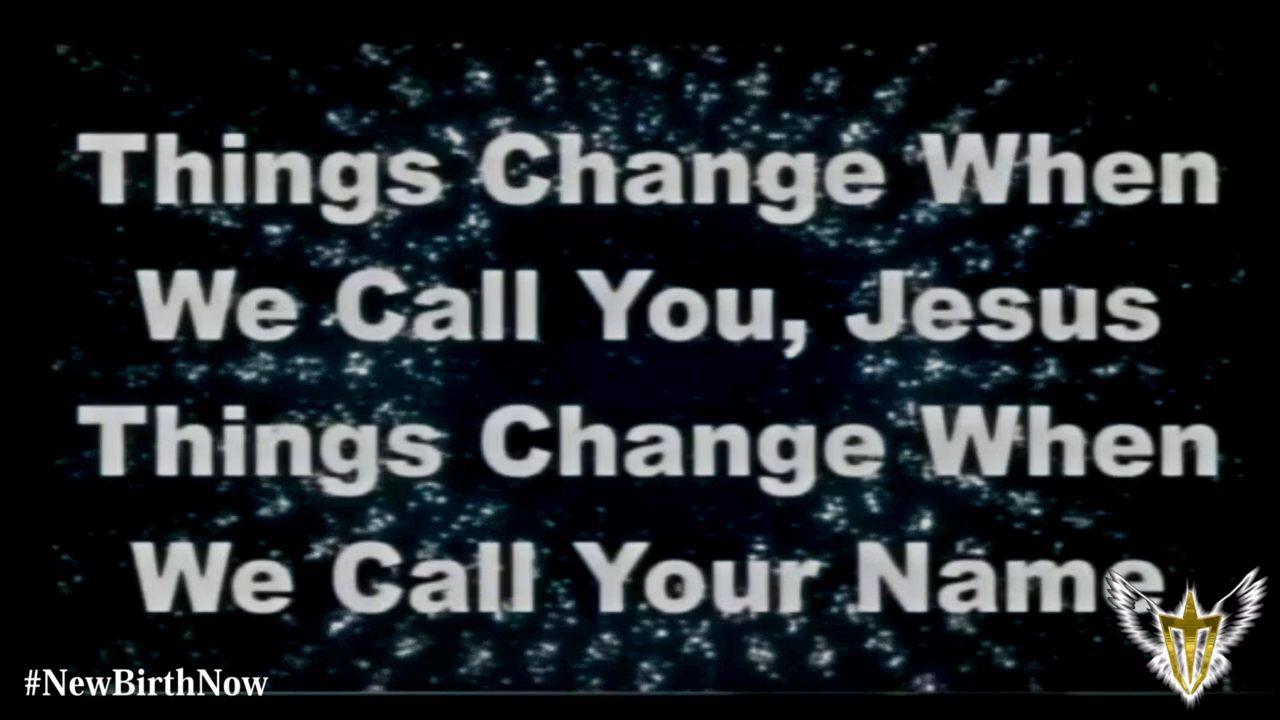 Things Change When
We Call You, Jesus
Things Change When
We Call Your Name
#NewBirthNow